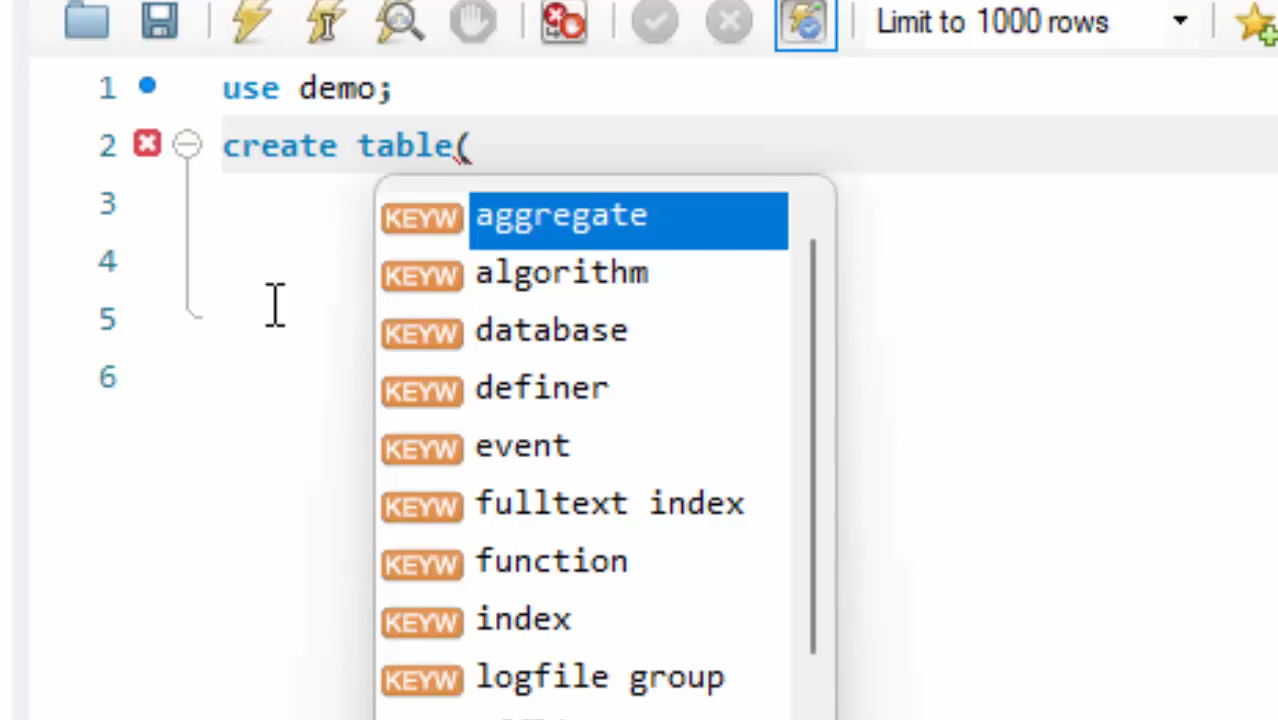 Limit to 1000 rows
1 use demo;
2 create table(
3
4
5
6
KEYW aggregate
KEYW algorithm
KEYW database
KEYW definer
KEYW event
KEYW fulltext index
KEYW function
KEYW index
KEYW logfile group